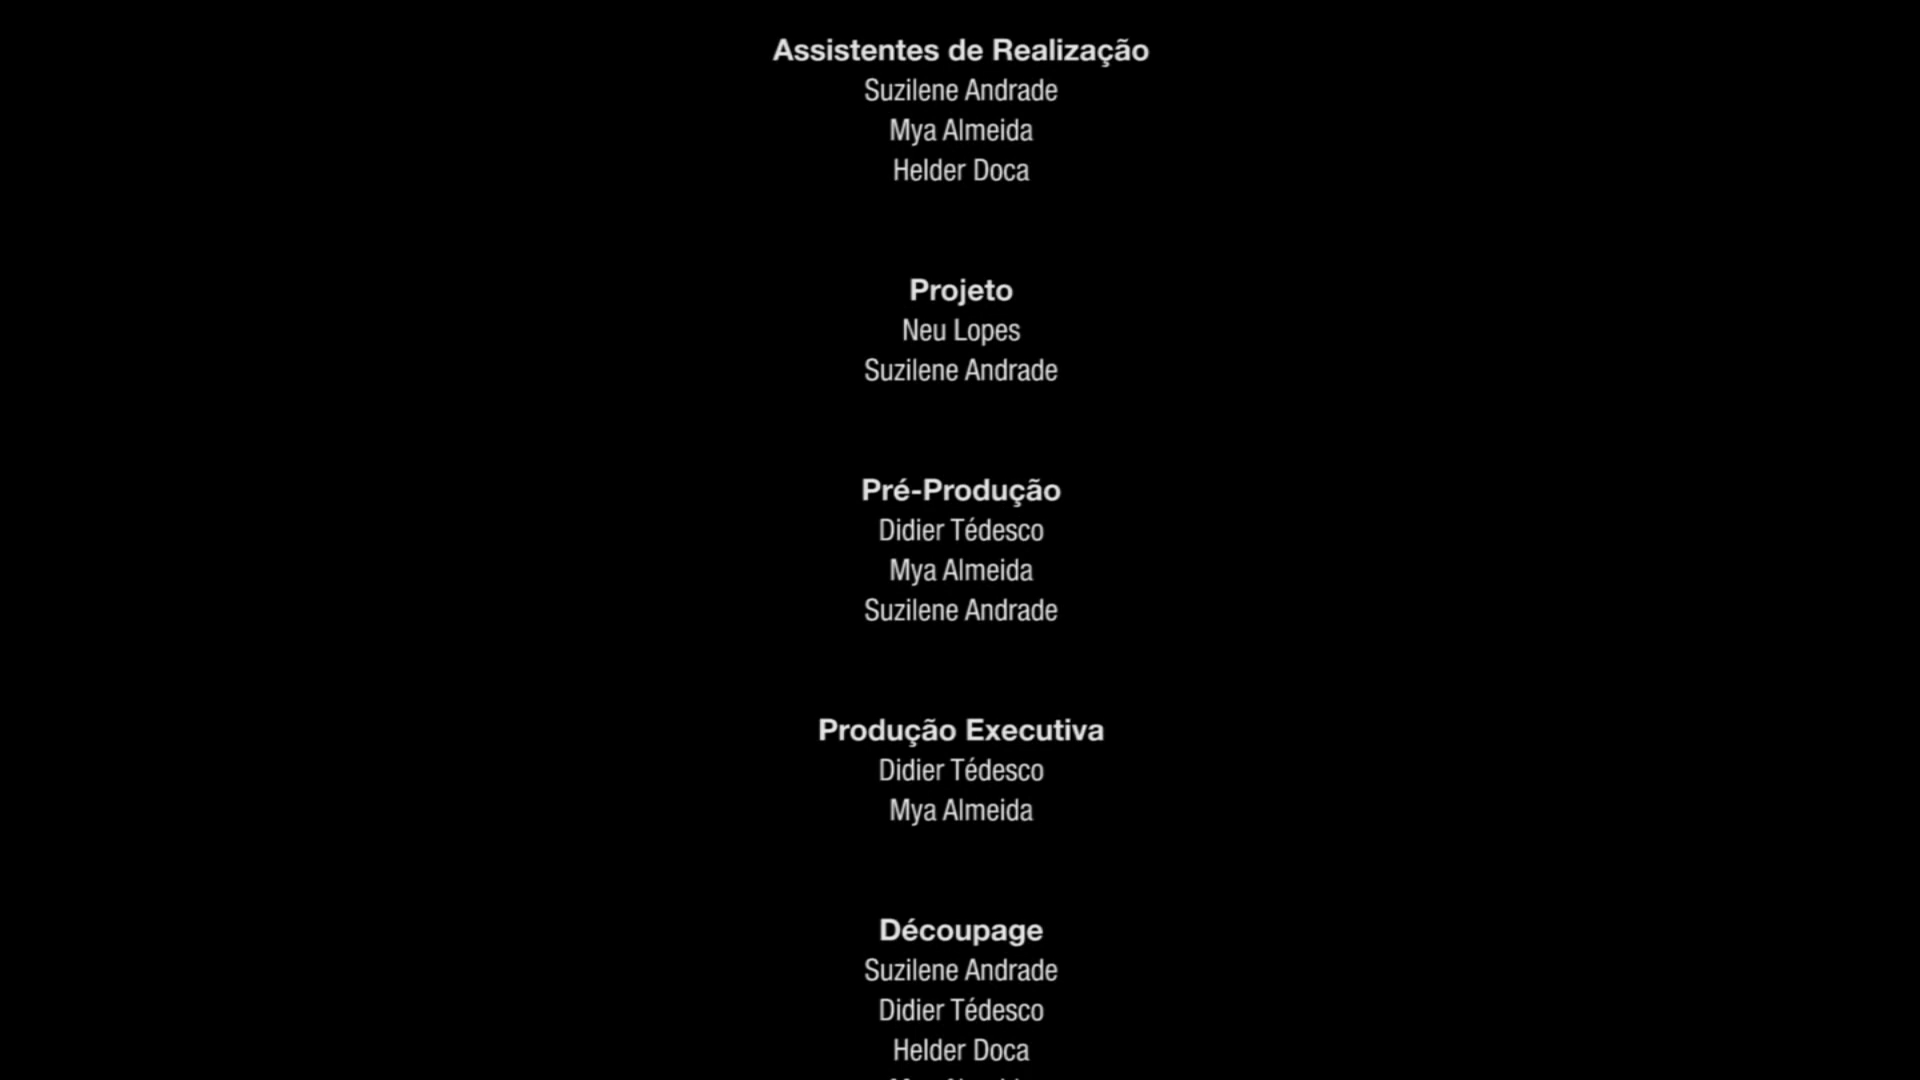 Assistentes de Realização
Suzilene Andrade
Mya Almeida
Helder Doca
Projeto
Neu Lopes
Suzilene Andrade
Pré-Produção
Didier Tédesco
Mya Almeida
Suzilene Andrade
Produção Executiva
Didier Tédesco
Mya Almeida
Découpage
Suzilene Andrade
Didier Tédesco
Helder Doca